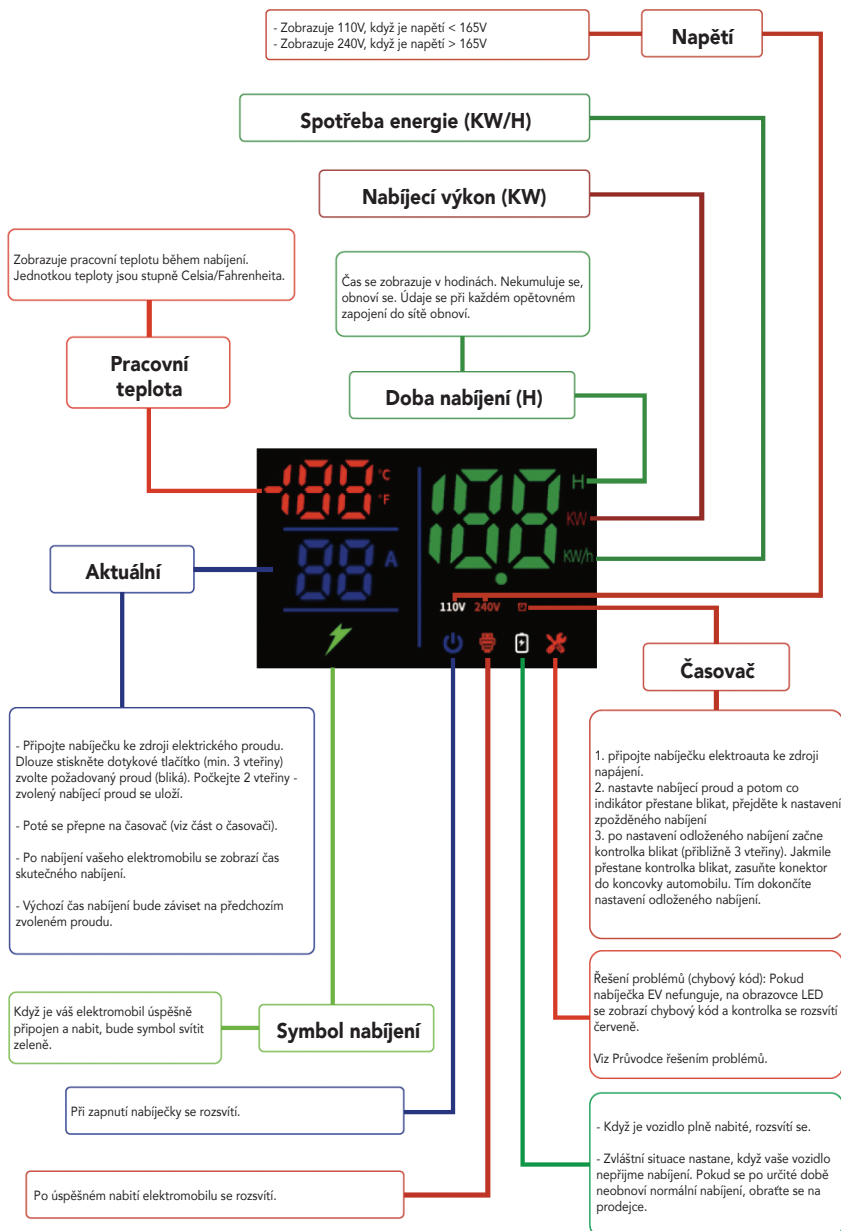 - Zobrazuje 110V, když je napětí < 165V
- Zobrazuje 240V, když je napětí > 165V
Napětí
Spotřeba energie (KW/H)
Nabíjecí výkon (KW)
Zobrazuje pracovní teplotu během nabíjení.
Jednotkou teploty jsou stupně Celsia/Fahrenheita.
Čas se zobrazuje v hodinách. Nekumuluje se,
obnoví se. Údaje se při každém opětovném
zapojení do sítě obnoví.
Pracovní
teplota
Doba nabíjení (H)
-188 °C
°F
188 H
KW
KW/h
88 A
110V 240V
Aktuální
Časovač
- Připojte nabíječku ke zdroji elektrického proudu.
Dlouze stiskněte dotykové tlačítko (min. 3 vteřiny)
zvolte požadovaný proud (bliká). Počkejte 2 vteřiny -
zvolený nabíjecí proud se uloží.
- Poté se přepne na časovač (viz část o časovači).
- Po nabíjení vašeho elektromobilu se zobrazí čas
skutečného nabíjení.
- Výchozí čas nabíjení bude záviset na předchozím
zvoleném proudu.
1. připojte nabíječku elektroauta ke zdroji
napájení.
2. nastavte nabíjecí proud a potom co
indikátor přestane blikat, přejděte k nastavení
zpožděného nabíjení
3. po nastavení odloženého nabíjení začne
kontrolka blikat (přibližně 3 vteřiny). Jakmile
přestane kontrolka blikat, zasuňte konektor
do koncovky automobilu. Tím dokončíte
nastavení odloženého nabíjení.
Řešení problémů (chybový kód): Pokud
nabíječka EV nefunguje, na obrazovce LED
se zobrazí chybový kód a kontrolka se rozsvítí
červeně.
Viz Průvodce řešením problémů.
Když je váš elektromobil úspěšně
připojen a nabit, bude symbol svítit
zeleně.
Symbol nabíjení
Při zapnutí nabíječky se rozsvítí.
- Když je vozidlo plně nabité, rozsvítí se.
- Zvláštní situace nastane, když vaše vozidlo
nepřijme nabíjení. Pokud se po určité době
neobnoví normální nabíjení, obraťte se na
prodejce.
Po úspěšném nabití elektromobilu se rozsvítí.